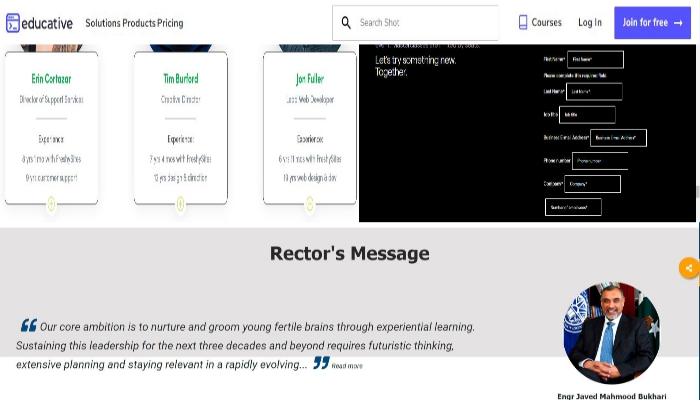 educative
Solutions Products Pricing
Search Shot
Courses
Log In
Join for free →
Erin Cortazar
Director of Support Services
Experience:
8 yrs 1 mo with FreshySites
9 yrs customer support
Tim Burford
Creative Director
Experience:
7 yrs 4 mos with FreshySites
12 yrs design & direction
Jon Fuller
Lead Web Developer
Experience:
6 yrs 11 mos with FreshySites
10 yrs web design & dev
Let's try something new.
Together.
First Name* First Name*
Please complete this required field.
Last Name* Last Name*
Job title Job title
Business Email Address* Business Email Address*
Phone number Phone number
Company* Company*
Number of employees*
Rector's Message
Our core ambition is to nurture and groom young fertile brains through experiential learning.
Sustaining this leadership for the next three decades and beyond requires futuristic thinking,
extensive planning and staying relevant in a rapidly evolving... Read more
Engr Javed Mahmood Bukhari